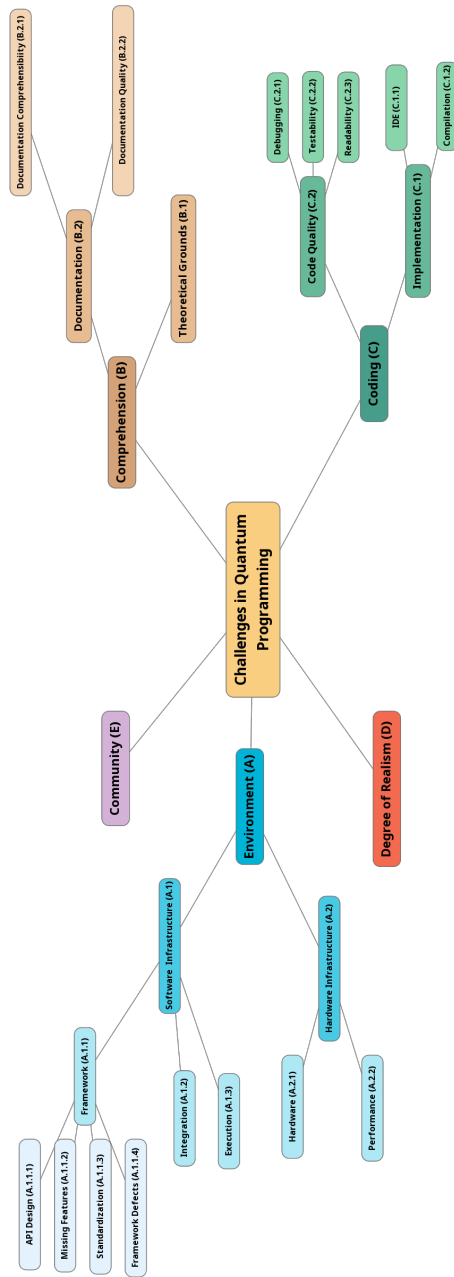 Challenges in Quantum
Programming
Environment (A)
Software Infrastructure (A.1)
Framework (A.1.1)
API Design (A.1.1.1)
Missing Features (A.1.1.2)
Standardization (A.1.1.3)
Framework Defects (A.1.1.4)
Integration (A.1.2)
Execution (A.1.3)
Hardware Infrastructure (A.2)
Hardware (A.2.1)
Performance (A.2.2)
Comprehension (B)
Theoretical Grounds (B.1)
Documentation (B.2)
Documentation Comprehensibiity (B.2.1)
Documentation Quality (B.2.2)
Coding (C)
Implementation (C.1)
IDE (C.1.1)
Compilation (C.1.2)
Code Quality (C.2)
Debugging (C.2.1)
Testability (C.2.2)
Readability (C.2.3)
Degree of Realism (D)
Community (E)